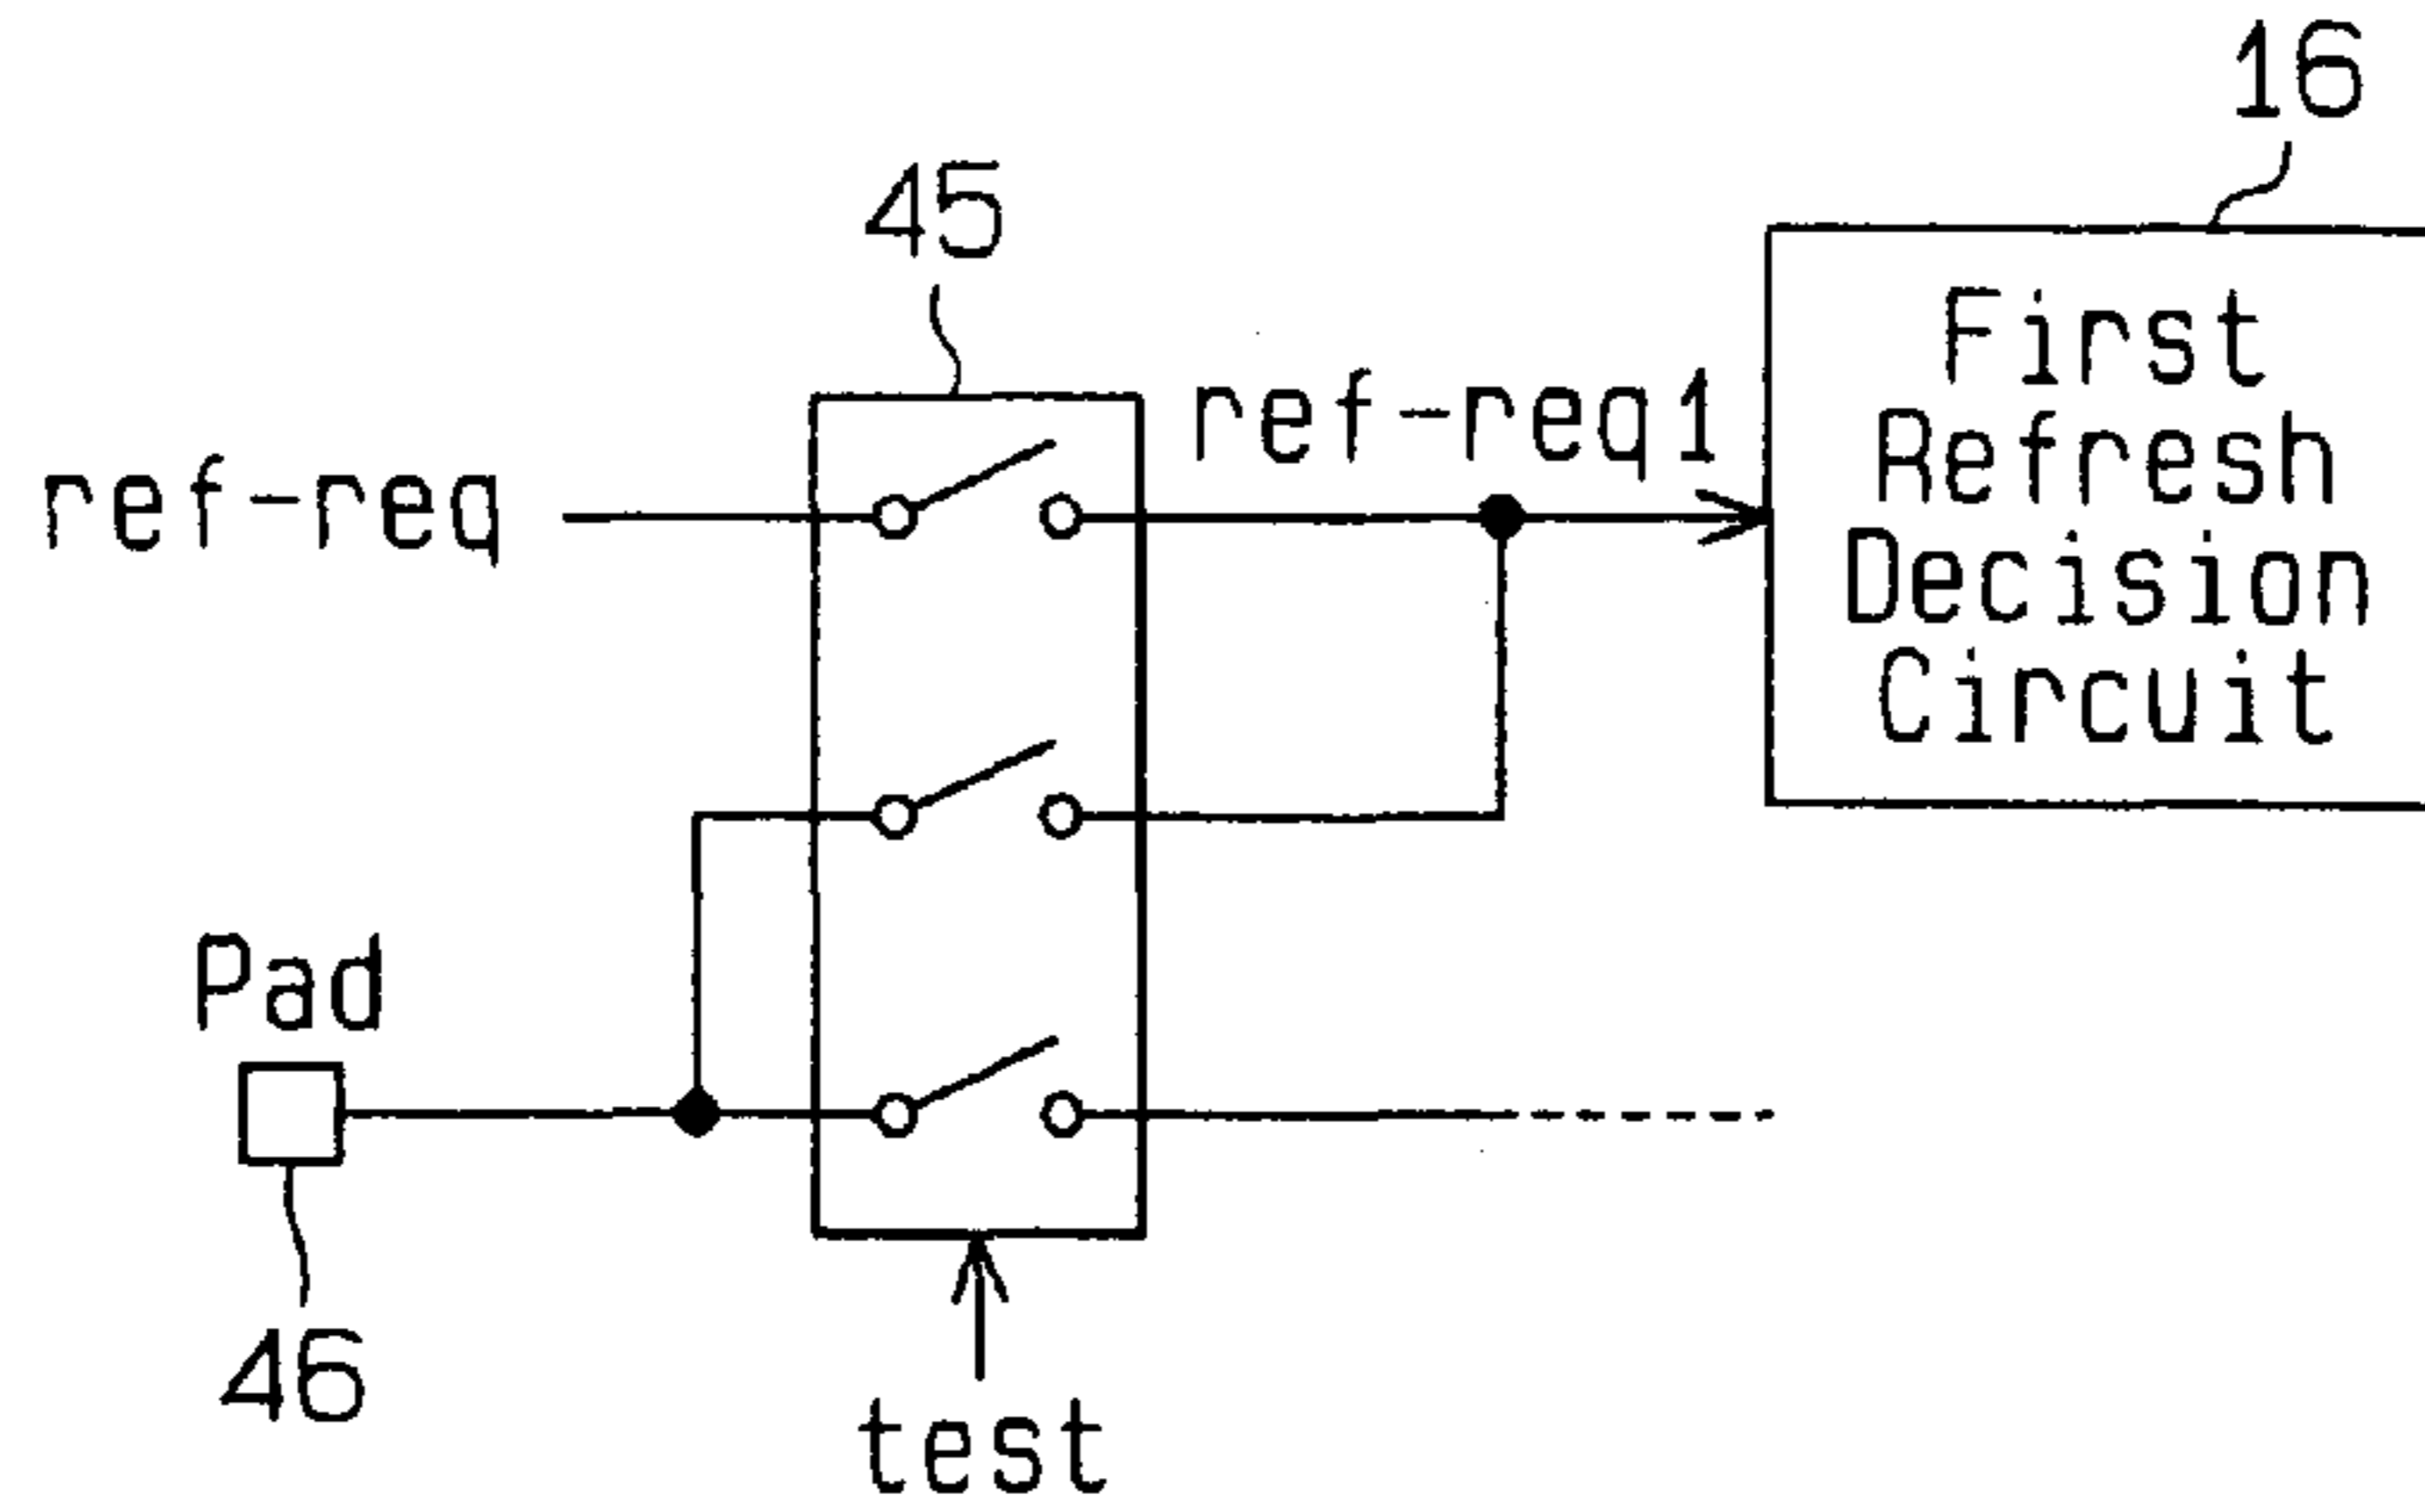 16
45
First
Refresh
Decision
Circuit
ref-req1
ref-req
Pad
46
test